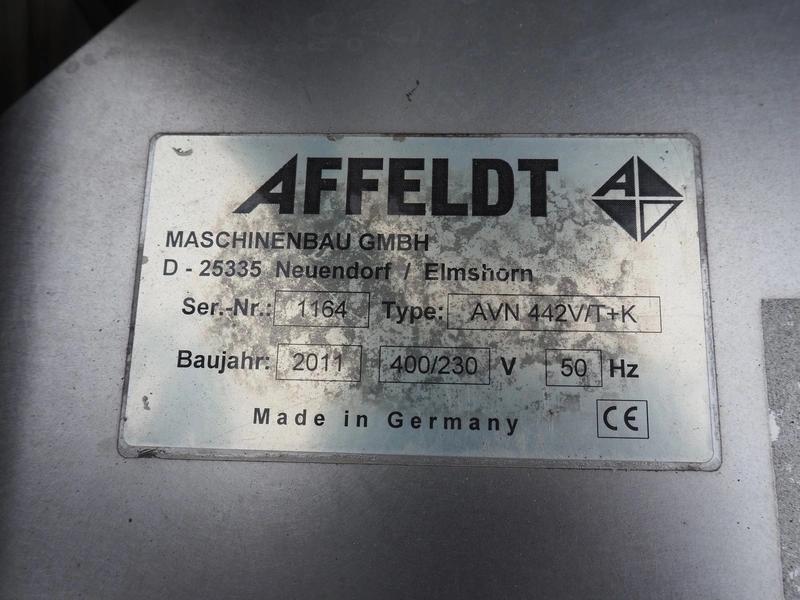 AFFELDT
AD
MASCHINENBAU GMBH
D - 25335 Neuendorf / Elmshorn
Ser.-Nr.: 1164 Type: AVN 442V/T+K
Baujahr: 2011 400/230 V 50 Hz
Made in Germany CE